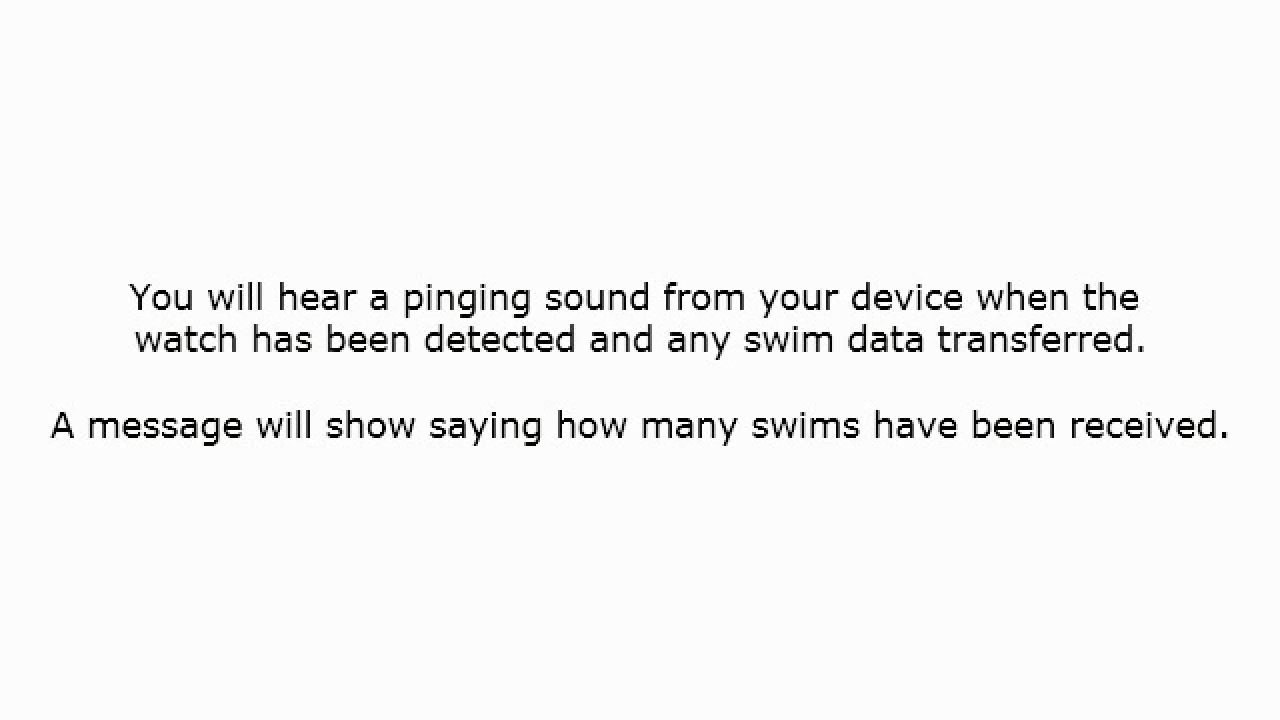 You will hear a pinging sound from your device when the
watch has been detected and any swim data transferred.
A message will show saying how many swims have been received.